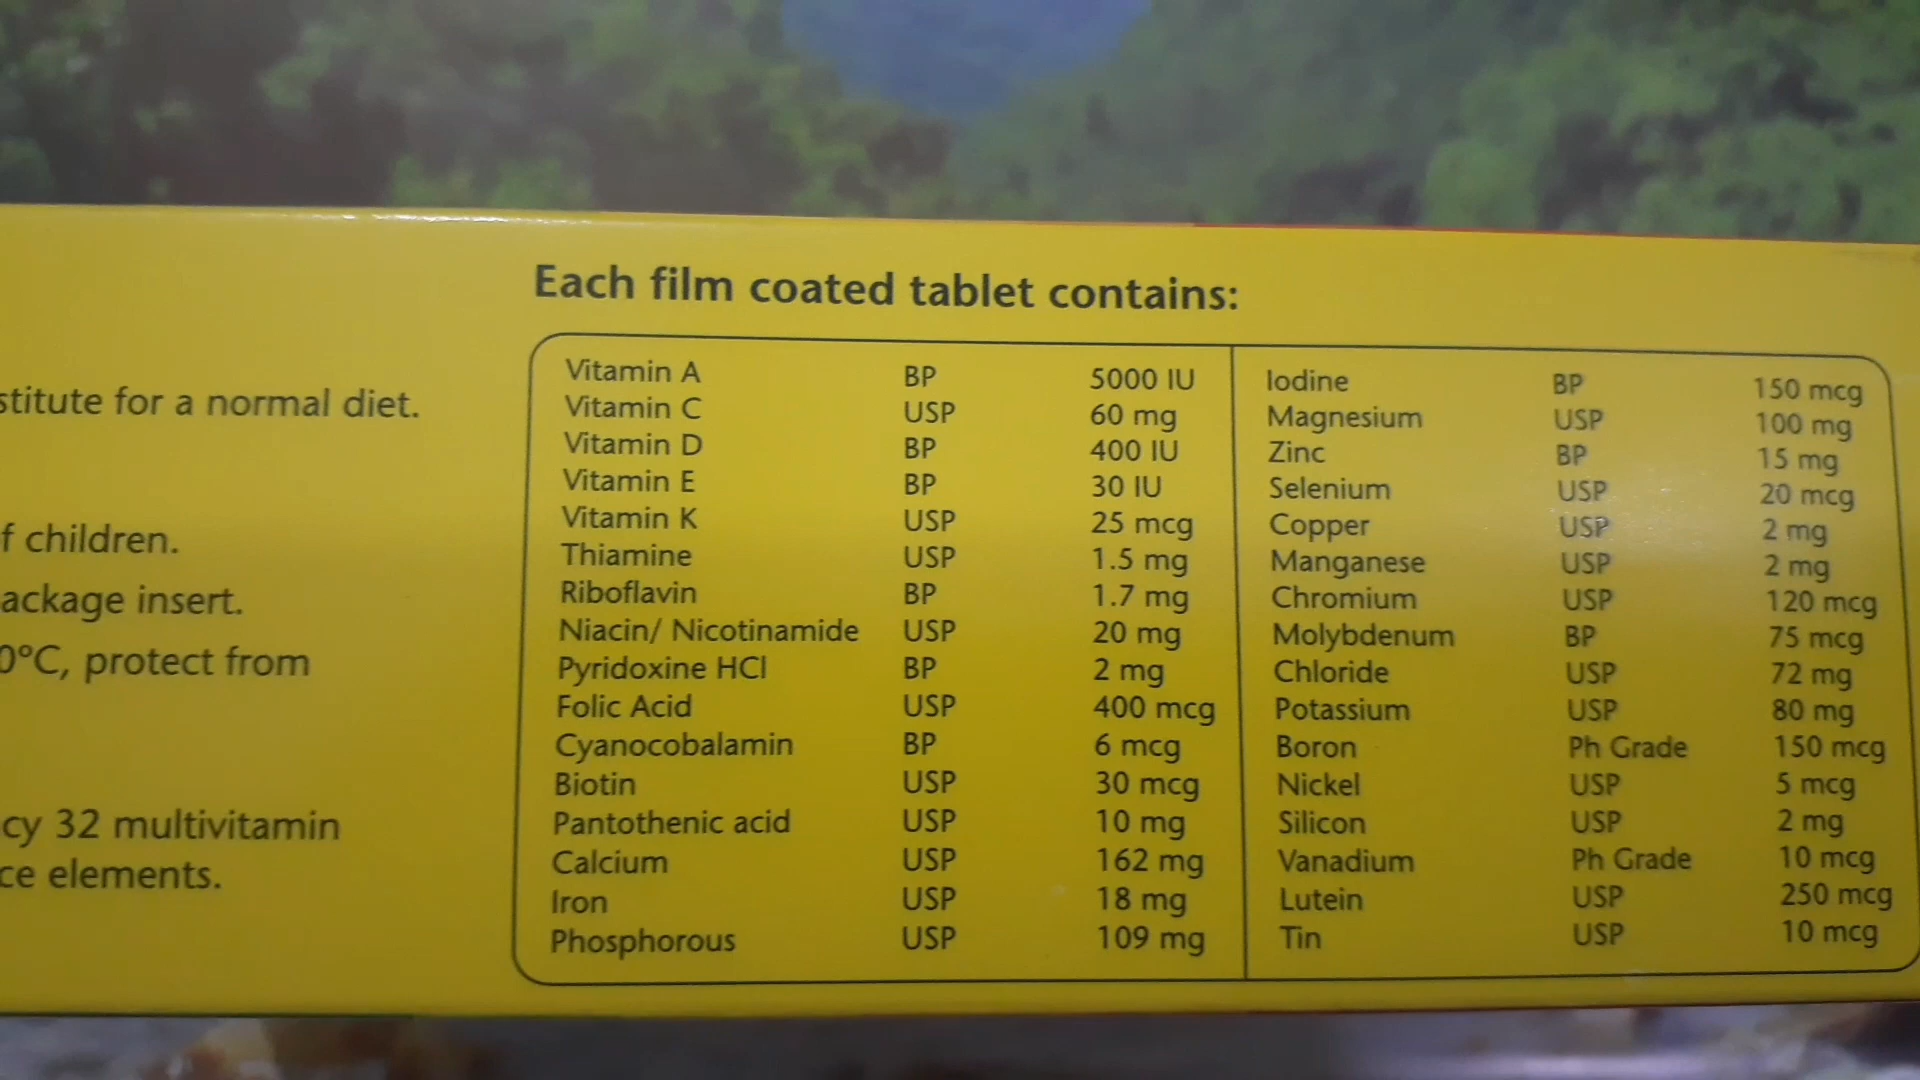 stitute for a normal diet.
f children.
ackage insert.
0°C, protect from
cy 32 multivitamin
ce elements.
Each film coated tablet contains:
Vitamin A BP 5000 IU
Vitamin C USP 60 mg
Vitamin D BP 400 IU
Vitamin E BP 30 IU
Vitamin K USP 25 mcg
Thiamine USP 1.5 mg
Riboflavin BP 1.7 mg
Niacin/ Nicotinamide USP 20 mg
Pyridoxine HCl BP 2 mg
Folic Acid USP 400 mcg
Cyanocobalamin BP 6 mcg
Biotin USP 30 mcg
Pantothenic acid USP 10 mg
Calcium USP 162 mg
Iron USP 18 mg
Phosphorous USP 109 mg
Iodine BP 150 mcg
Magnesium USP 100 mg
Zinc BP 15 mg
Selenium USP 20 mcg
Copper USP 2 mg
Manganese USP 2 mg
Chromium USP 120 mcg
Molybdenum BP 75 mcg
Chloride USP 72 mg
Potassium USP 80 mg
Boron Ph Grade 150 mcg
Nickel USP 5 mcg
Silicon USP 2 mg
Vanadium Ph Grade 10 mcg
Lutein USP 250 mcg
Tin USP 10 mcg